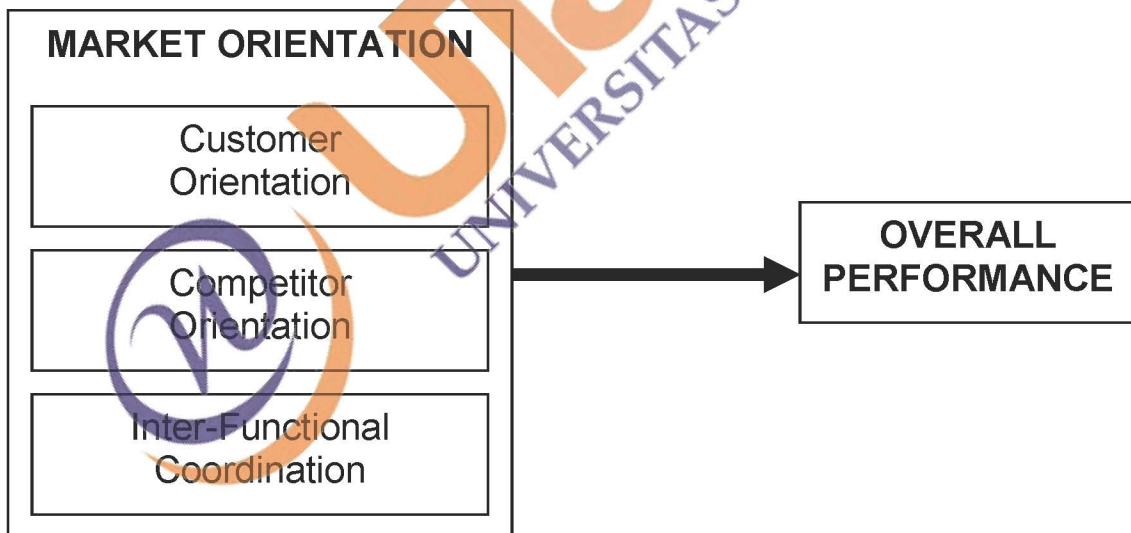 MARKET ORIENTATION
Customer
Orientation
Competitor
Orientation
Inter-Functional
Coordination
OVERALL
PERFORMANCE
UNIVERSITAS